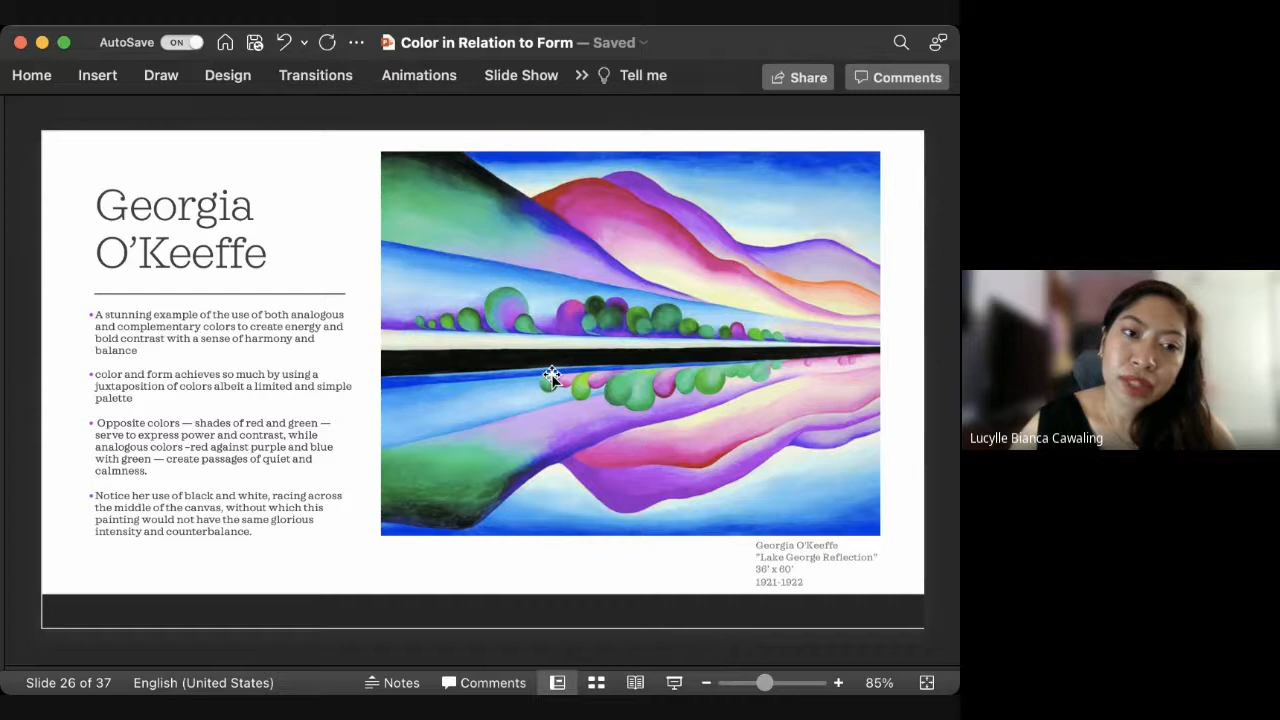 AutoSave ON Color in Relation to Form — Saved
Home Insert Draw Design Transitions Animations Slide Show Tell me Share Comments
Georgia
O’Keeffe
•A stunning example of the use of both analogous
and complementary colors to create energy and
bold contrast with a sense of harmony and
balance
•color and form achieves so much by using a
juxtaposition of colors albeit a limited and simple
palette
• Opposite colors — shades of red and green —
serve to express power and contrast, while
analogous colors –red against purple and blue
with green — create passages of quiet and
calmness.
•Notice her use of black and white, racing across
the middle of the canvas, without which this
painting would not have the same glorious
intensity and counterbalance.
Georgia O'Keeffe
"Lake George Reflection"
36' x 60'
1921-1922
Lucylle Bianca Cawaling
Slide 26 of 37 English (United States) Notes Comments 85%